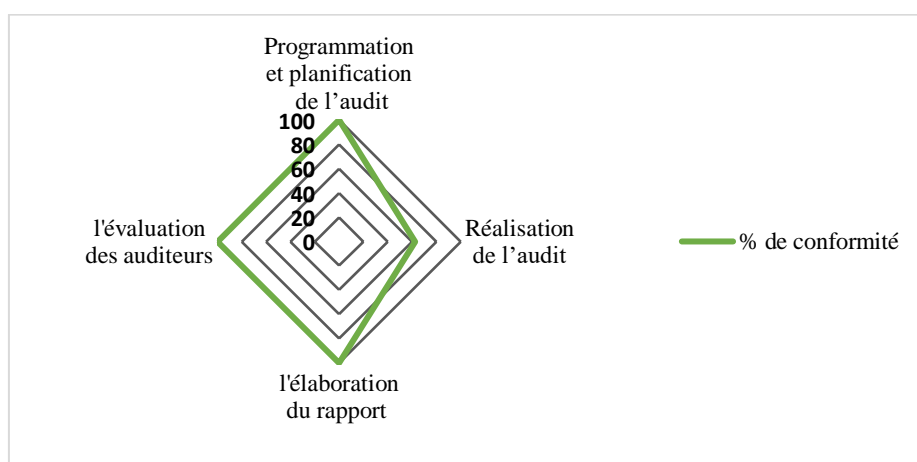 Programmation
et planification
de l’audit
100
80
60
40
20
0
l'évaluation
des auditeurs
Réalisation
de l’audit
% de conformité
l'élaboration
du rapport